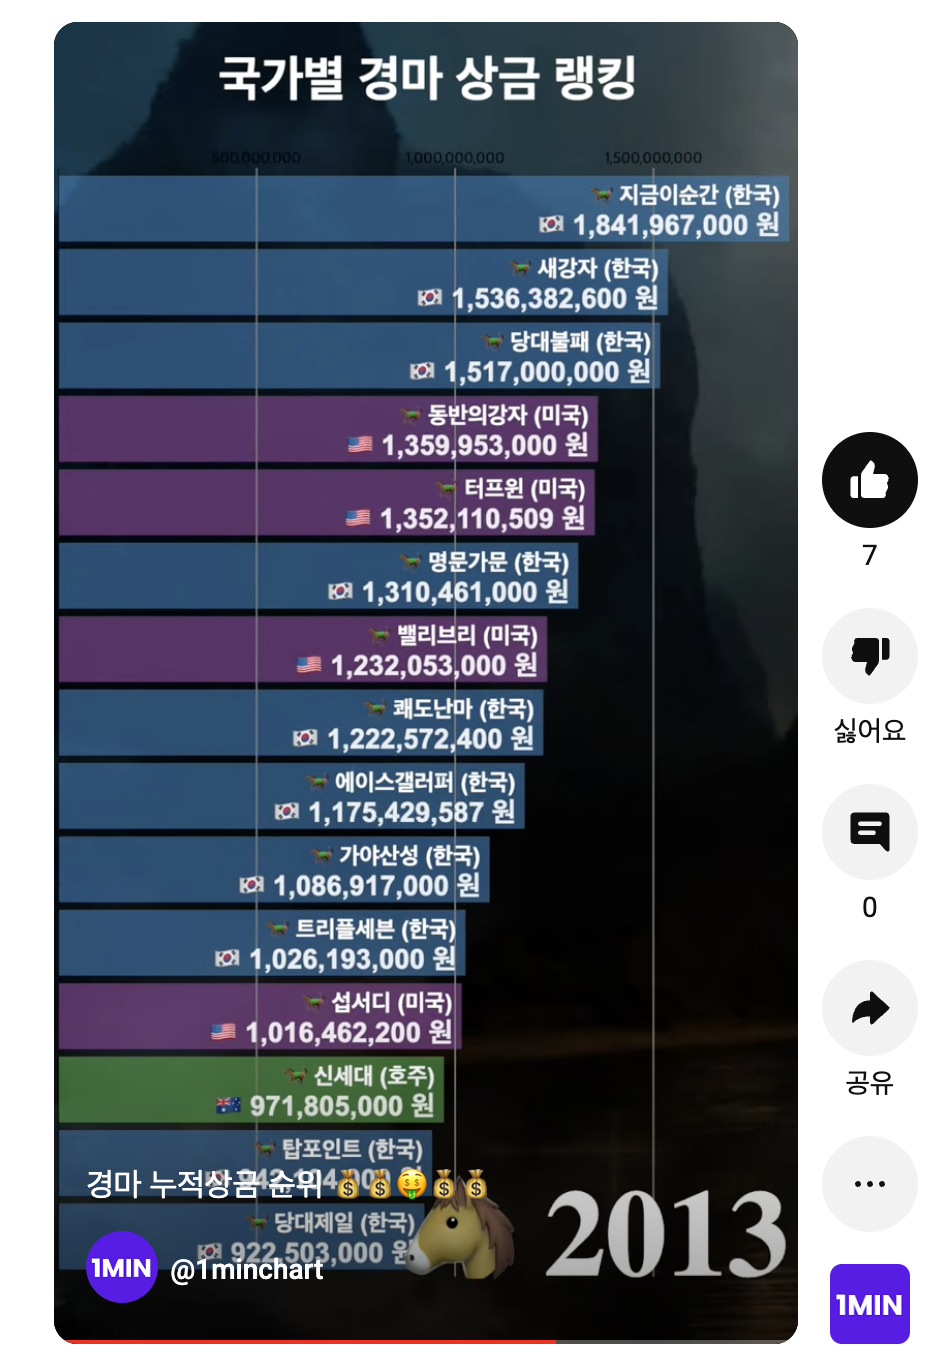 국가별 경마 상금 랭킹
500,000,000 1,000,000,000 1,500,000,000
지금이순간 (한국)
1,841,967,000 원
새강자 (한국)
1,536,382,600 원
당대불패 (한국)
1,517,000,000 원
동반의강자 (미국)
1,359,953,000 원
터프윈 (미국)
1,352,110,509 원
명문가문 (한국)
1,310,461,000 원
밸리브리 (미국)
1,232,053,000 원
쾌도난마 (한국)
1,222,572,400 원
에이스갤러퍼 (한국)
1,175,429,587 원
가야산성 (한국)
1,086,917,000 원
트리플세븐 (한국)
1,026,193,000 원
섭서디 (미국)
1,016,462,200 원
신세대 (호주)
971,805,000 원
탑포인트 (한국)
경마 누적상금 순위 💰💰🤑💰💰
당대제일 (한국)
922,503,000 원
2013
1MIN @1minchart
7
싫어요
0
공유
1MIN